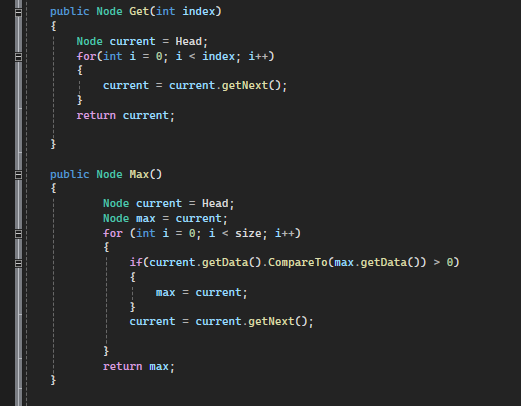 public Node Get(int index)
{
    Node current = Head;
    for(int i = 0; i < index; i++)
    {
        current = current.getNext();
    }
    return current;

}

public Node Max()
{
        Node current = Head;
        Node max = current;
        for (int i = 0; i < size; i++)
        {
            if(current.getData().CompareTo(max.getData()) > 0)
            {
                max = current;
            }
            current = current.getNext();

        }
        return max;
}